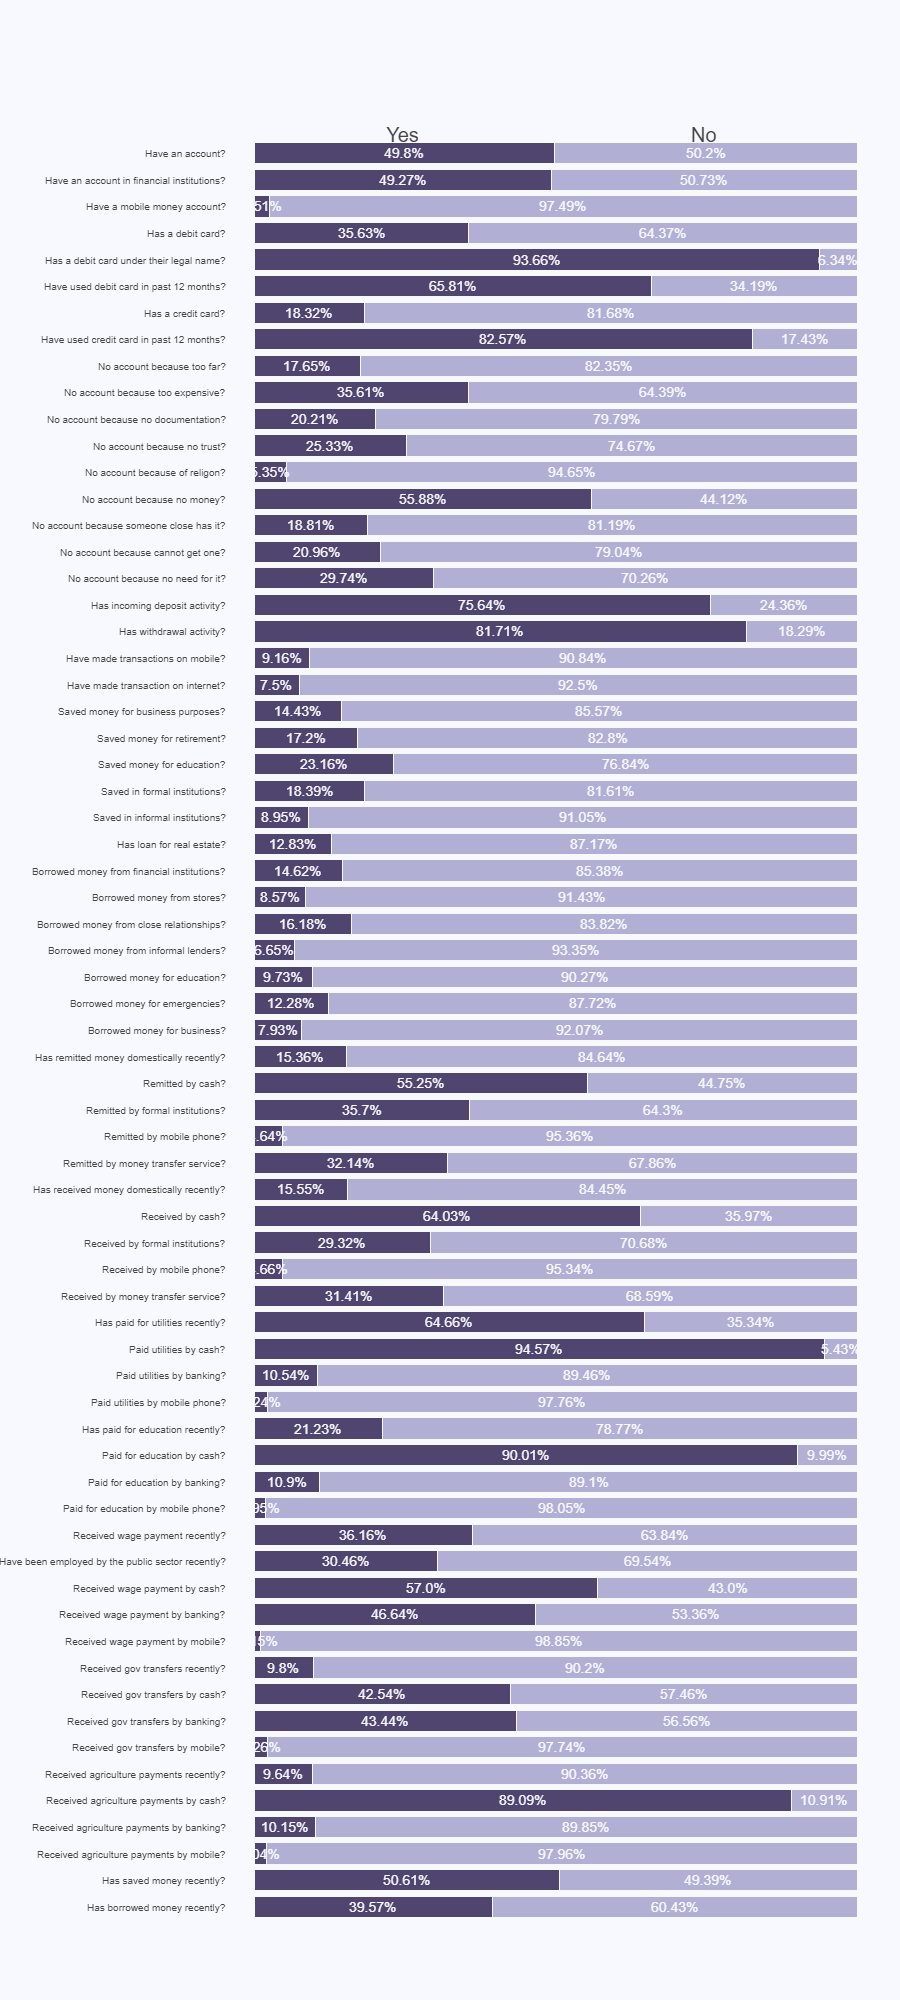 Yes No
Have an account? 49.8% 50.2%
Have an account in financial institutions? 49.27% 50.73%
Have a mobile money account? 51% 97.49%
Has a debit card? 35.63% 64.37%
Has a debit card under their legal name? 93.66% 6.34%
Have used debit card in past 12 months? 65.81% 34.19%
Has a credit card? 18.32% 81.68%
Have used credit card in past 12 months? 82.57% 17.43%
No account because too far? 17.65% 82.35%
No account because too expensive? 35.61% 64.39%
No account because no documentation? 20.21% 79.79%
No account because no trust? 25.33% 74.67%
No account because of religon? 5.35% 94.65%
No account because no money? 55.88% 44.12%
No account because someone close has it? 18.81% 81.19%
No account because cannot get one? 20.96% 79.04%
No account because no need for it? 29.74% 70.26%
Has incoming deposit activity? 75.64% 24.36%
Has withdrawal activity? 81.71% 18.29%
Have made transactions on mobile? 9.16% 90.84%
Have made transaction on internet? 7.5% 92.5%
Saved money for business purposes? 14.43% 85.57%
Saved money for retirement? 17.2% 82.8%
Saved money for education? 23.16% 76.84%
Saved in formal institutions? 18.39% 81.61%
Saved in informal institutions? 8.95% 91.05%
Has loan for real estate? 12.83% 87.17%
Borrowed money from financial institutions? 14.62% 85.38%
Borrowed money from stores? 8.57% 91.43%
Borrowed money from close relationships? 16.18% 83.82%
Borrowed money from informal lenders? 6.65% 93.35%
Borrowed money for education? 9.73% 90.27%
Borrowed money for emergencies? 12.28% 87.72%
Borrowed money for business? 7.93% 92.07%
Has remitted money domestically recently? 15.36% 84.64%
Remitted by cash? 55.25% 44.75%
Remitted by formal institutions? 35.7% 64.3%
Remitted by mobile phone? .64% 95.36%
Remitted by money transfer service? 32.14% 67.86%
Has received money domestically recently? 15.55% 84.45%
Received by cash? 64.03% 35.97%
Received by formal institutions? 29.32% 70.68%
Received by mobile phone? .66% 95.34%
Received by money transfer service? 31.41% 68.59%
Has paid for utilities recently? 64.66% 35.34%
Paid utilities by cash? 94.57% 5.43%
Paid utilities by banking? 10.54% 89.46%
Paid utilities by mobile phone? 24% 97.76%
Has paid for education recently? 21.23% 78.77%
Paid for education by cash? 90.01% 9.99%
Paid for education by banking? 10.9% 89.1%
Paid for education by mobile phone? 95% 98.05%
Received wage payment recently? 36.16% 63.84%
Have been employed by the public sector recently? 30.46% 69.54%
Received wage payment by cash? 57.0% 43.0%
Received wage payment by banking? 46.64% 53.36%
Received wage payment by mobile? 15% 98.85%
Received gov transfers recently? 9.8% 90.2%
Received gov transfers by cash? 42.54% 57.46%
Received gov transfers by banking? 43.44% 56.56%
Received gov transfers by mobile? 26% 97.74%
Received agriculture payments recently? 9.64% 90.36%
Received agriculture payments by cash? 89.09% 10.91%
Received agriculture payments by banking? 10.15% 89.85%
Received agriculture payments by mobile? 04% 97.96%
Has saved money recently? 50.61% 49.39%
Has borrowed money recently? 39.57% 60.43%